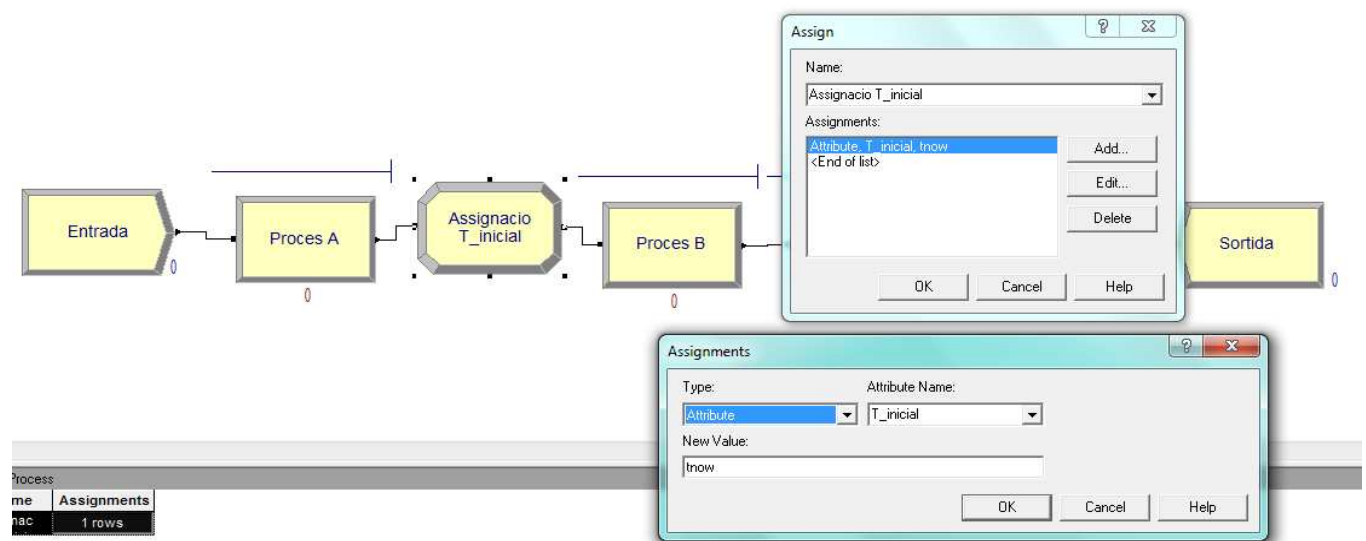 Assign
Name:
Assignacio T_inicial
Assignments:
Attribute, T_inicial, tnow
<End of list>
Add...
Edit...
Delete
OK
Cancel
Help
Entrada
0
Proces A
0
Assignacio
T_inicial
Proces B
0
Sortida
0
Assignments
Type:
Attribute Name:
Attribute
T_inicial
New Value:
tnow
OK
Cancel
Help
Process
me
Assignments
nac
1 rows